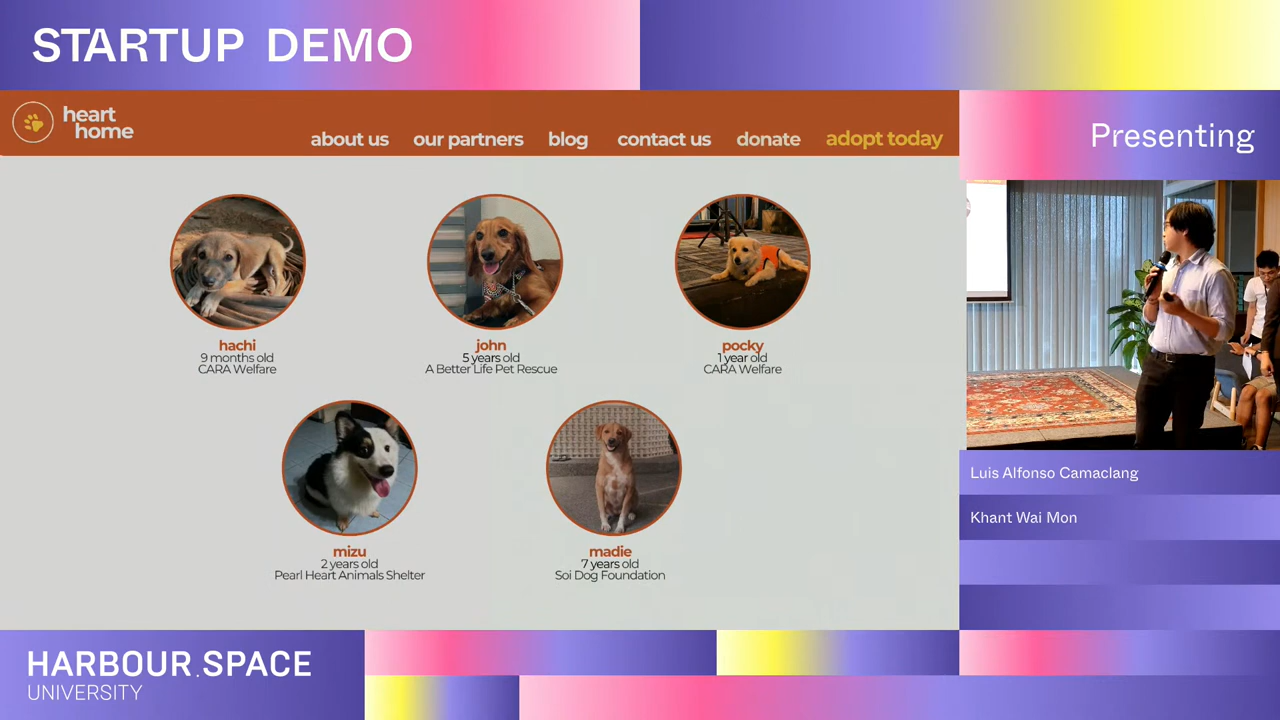 STARTUP DEMO
heart
home
about us
our partners
blog
contact us
donate
adopt today
Presenting
hachi
9 months old
CARA Welfare
john
5 years old
A Better Life Pet Rescue
pocky
1 year old
CARA Welfare
mizu
2 years old
Pearl Heart Animals Shelter
madie
7 years old
Soi Dog Foundation
Luis Alfonso Camaclang
Khant Wai Mon
HARBOUR.SPACE
UNIVERSITY